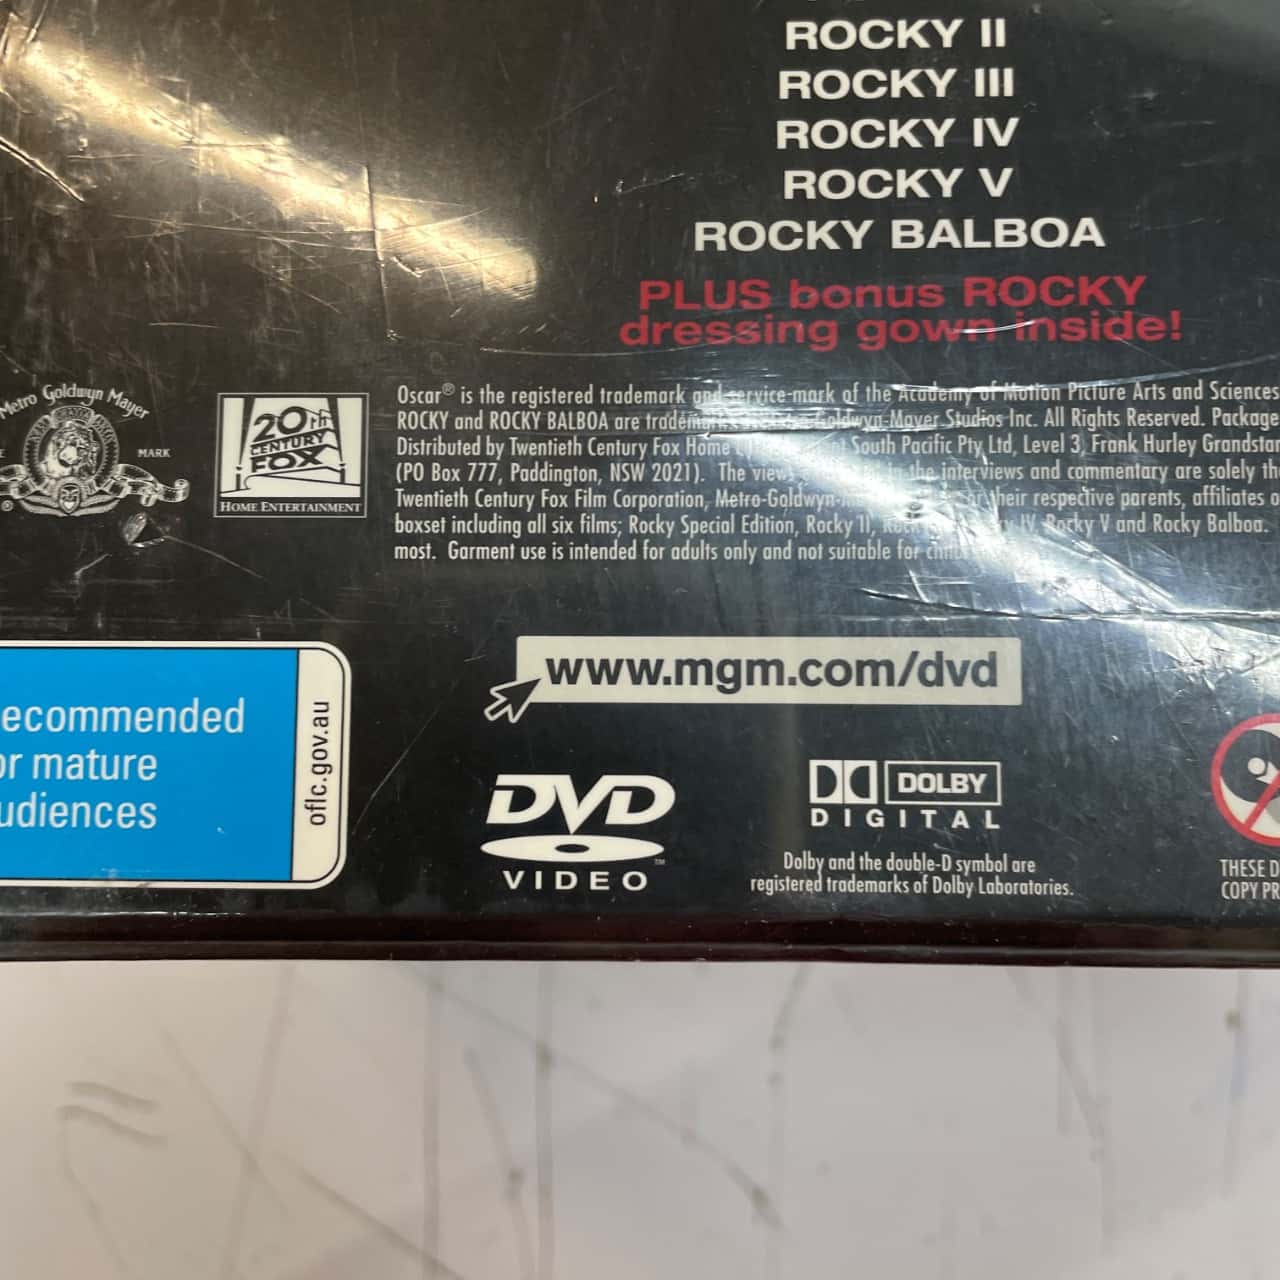 ROCKY II
ROCKY III
ROCKY IV
ROCKY V
ROCKY BALBOA
PLUS bonus ROCKY
dressing gown inside!
Metro Goldwyn Mayer
MARK
®
20th
CENTURY
FOX
HOME ENTERTAINMENT
Oscar® is the registered trademark and service mark of the Academy of Motion Picture Arts and Sciences
ROCKY and ROCKY BALBOA are Goldwyn-Mayer Studios Inc. All Rights Reserved. Package
Distributed by Twentieth Century Fox Home South Pacific Pty Ltd, Level 3, Frank Hurley
(PO Box 777, Paddington, NSW 2021). The views in the interviews and commentary are solely
Twentieth Century Fox Film Corporation, their respective parents, affiliates
boxset including all six films; Rocky Special Edition, Rocky II, IV, Rocky V and Rocky Balboa.
most. Garment use is intended for adults only and not suitable for
ecommended
or mature
udiences
oflc.gov.au
www.mgm.com/dvd
DVD
VIDEO
TM
DOLBY
DIGITAL
Dolby and the double-D symbol are
registered trademarks of Dolby Laboratories.
THESE D
COPY PR